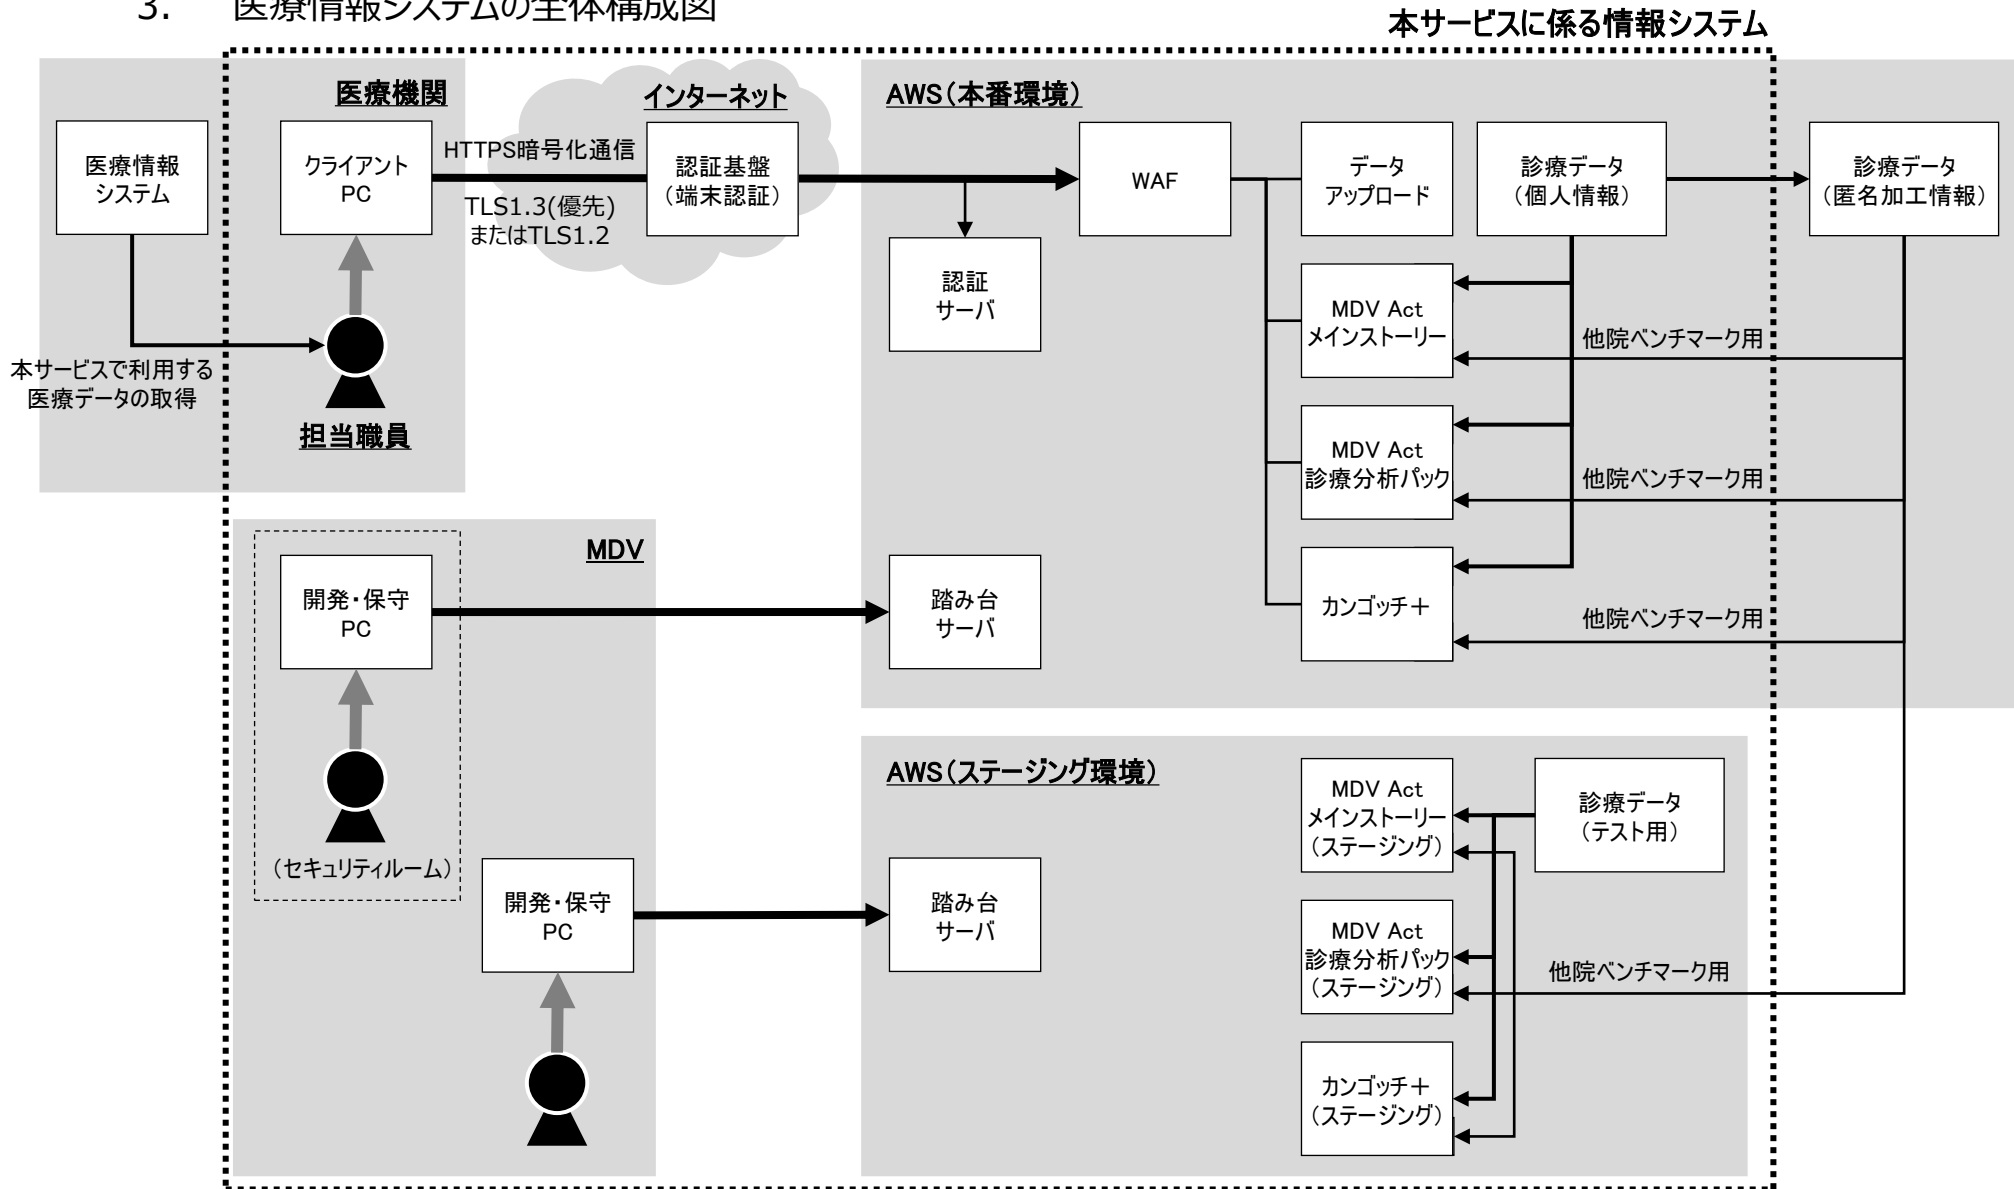 3. 医療情報システムの全体構成図
本サービスに係る情報システム
医療機関
インターネット
AWS（本番環境）
医療情報
システム
クライアント
PC
HTTPS暗号化通信
TLS1.3(優先)
またはTLS1.2
認証基盤
（端末認証）
WAF
データ
アップロード
診療データ
（個人情報）
診療データ
（匿名加工情報）
認証
サーバ
MDV Act
メインストーリー
他院ベンチマーク用
本サービスで利用する
医療データの取得
担当職員
MDV Act
診療分析パック
他院ベンチマーク用
MDV
開発・保守
PC
踏み台
サーバ
カンゴッチ＋
他院ベンチマーク用
（セキュリティルーム）
AWS（ステージング環境）
MDV Act
メインストーリー
（ステージング）
診療データ
（テスト用）
開発・保守
PC
踏み台
サーバ
MDV Act
診療分析パック
（ステージング）
他院ベンチマーク用
カンゴッチ＋
（ステージング）